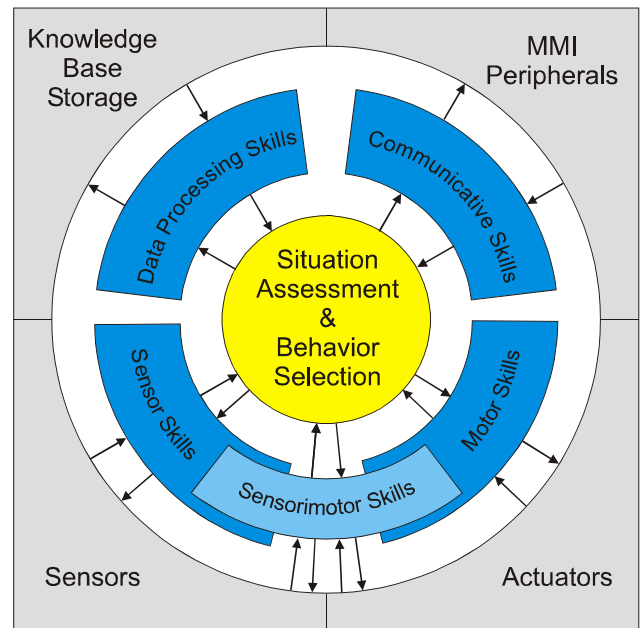 Knowledge
Base
Storage
MMI
Peripherals
Data Processing Skills
Communicative Skills
Situation
Assessment
&
Behavior
Selection
Sensor Skills
Motor Skills
Sensorimotor Skills
Sensors
Actuators